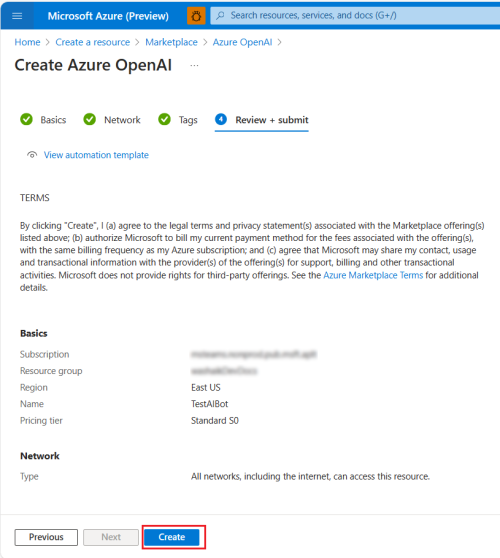 Microsoft Azure (Preview)
Search resources, services, and docs (G+/)
Home > Create a resource > Marketplace > Azure OpenAI >
Create Azure OpenAI ...
Basics Network Tags 4 Review + submit
View automation template
TERMS
By clicking "Create", I (a) agree to the legal terms and privacy statement(s) associated with the Marketplace offering(s)
listed above; (b) authorize Microsoft to bill my current payment method for the fees associated with the offering(s),
with the same billing frequency as my Azure subscription; and (c) agree that Microsoft may share my contact, usage
and transactional information with the provider(s) of the offering(s) for support, billing and other transactional
activities. Microsoft does not provide rights for third-party offerings. See the Azure Marketplace Terms for additional
details.
Basics
Subscription
Resource group
Region East US
Name TestAIBot
Pricing tier Standard S0
Network
Type All networks, including the internet, can access this resource.
Previous Next Create